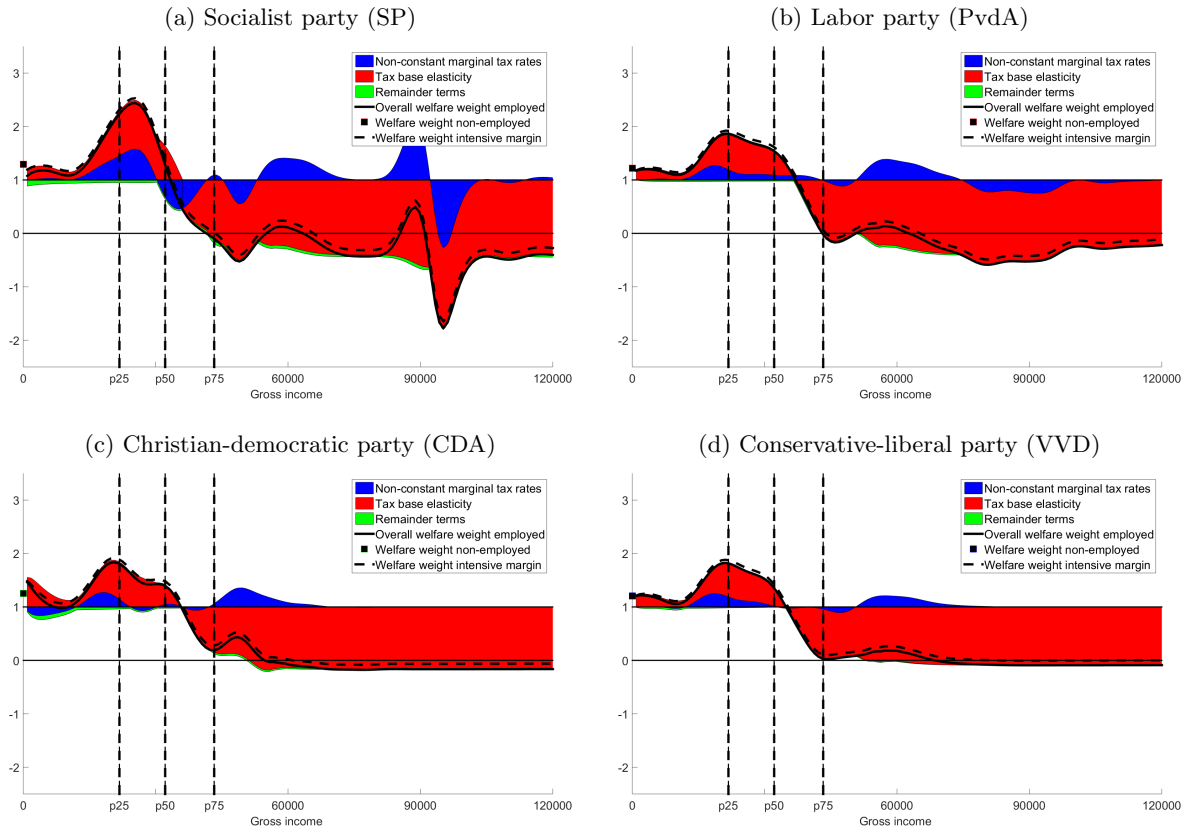 (a) Socialist party (SP)
3
2
1
0
-1
-2
Non-constant marginal tax rates
Tax base elasticity
Remainder terms
Overall welfare weight employed
Welfare weight non-employed
Welfare weight intensive margin
0 p25 p50 p75 60000 90000 120000
Gross income
(b) Labor party (PvdA)
3
2
1
0
-1
-2
Non-constant marginal tax rates
Tax base elasticity
Remainder terms
Overall welfare weight employed
Welfare weight non-employed
Welfare weight intensive margin
0 p25 p50 p75 60000 90000 120000
Gross income
(c) Christian-democratic party (CDA)
3
2
1
0
-1
-2
Non-constant marginal tax rates
Tax base elasticity
Remainder terms
Overall welfare weight employed
Welfare weight non-employed
Welfare weight intensive margin
0 p25 p50 p75 60000 90000 120000
Gross income
(d) Conservative-liberal party (VVD)
3
2
1
0
-1
-2
Non-constant marginal tax rates
Tax base elasticity
Remainder terms
Overall welfare weight employed
Welfare weight non-employed
Welfare weight intensive margin
0 p25 p50 p75 60000 90000 120000
Gross income